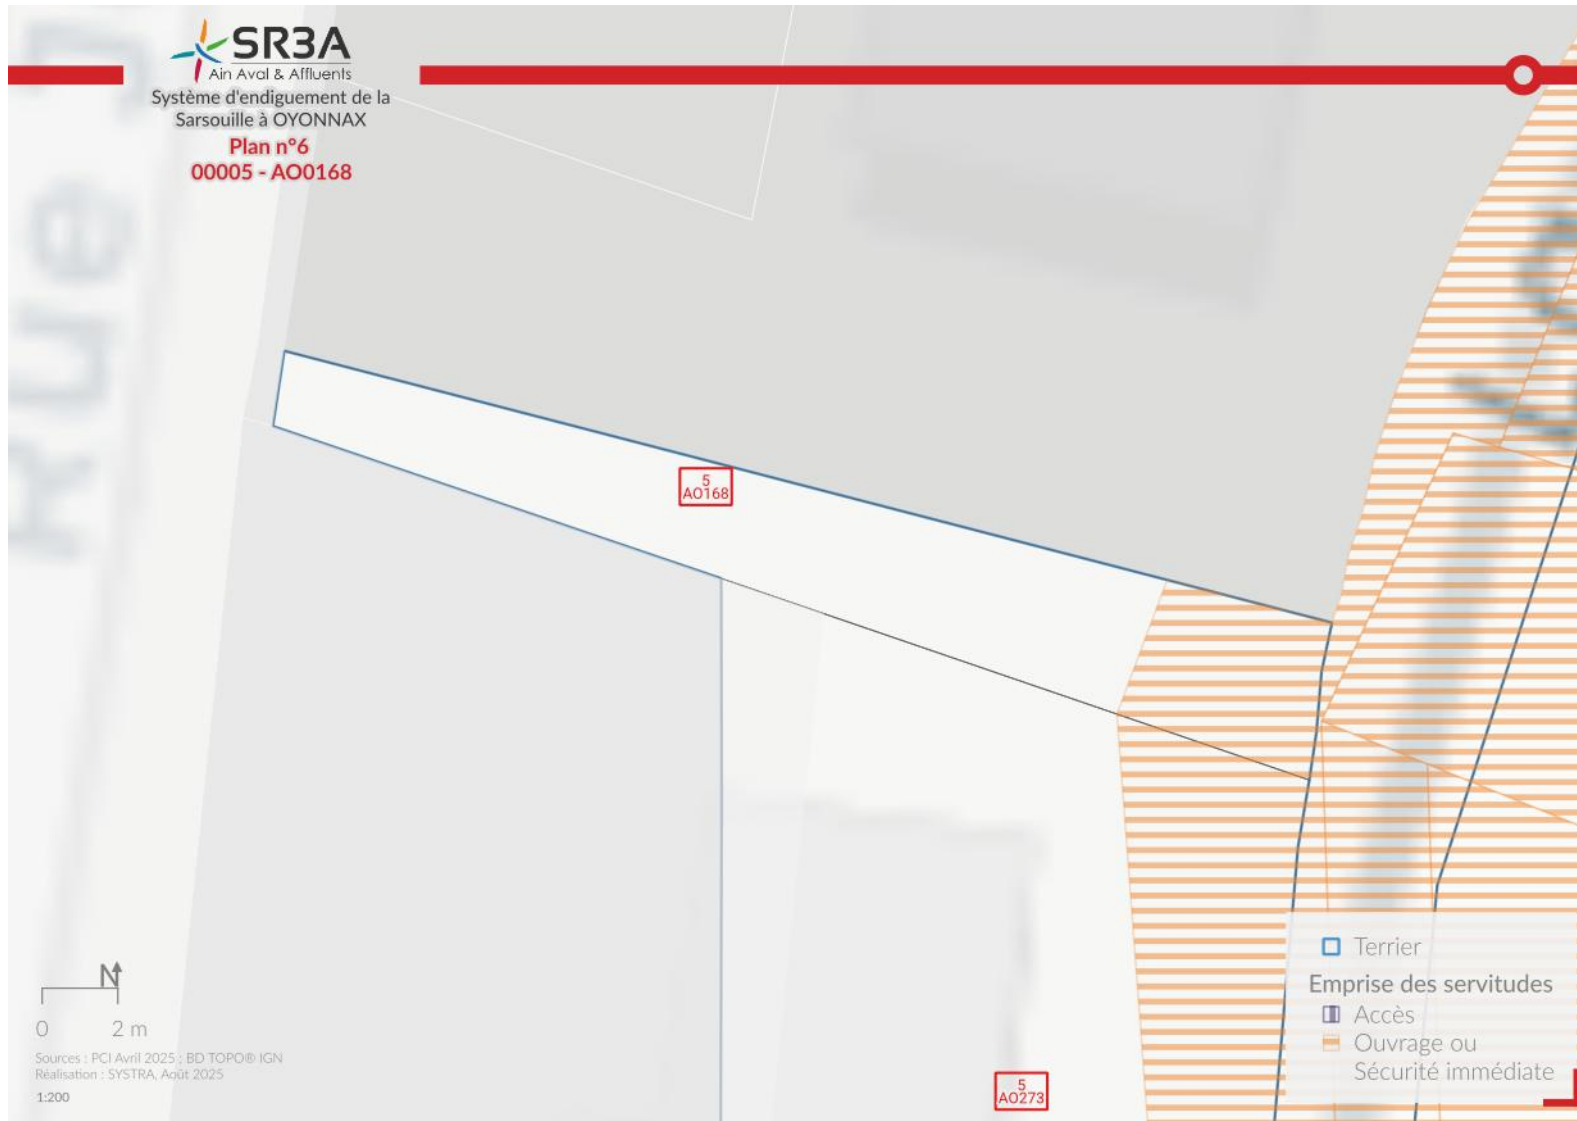 SR3A
Ain Aval & Affluents
Système d'endiguement de la
Sarsouille à OYONNAX
Plan n°6
00005 - AO0168
Rue
5
AO168
5
AO273
N
0 2 m
Sources : PCI Avril 2025 ; BD TOPO® IGN
Réalisation : SYSTRA, Août 2025
1:200
Terrier
Emprise des servitudes
Accès
Ouvrage ou
Sécurité immédiate